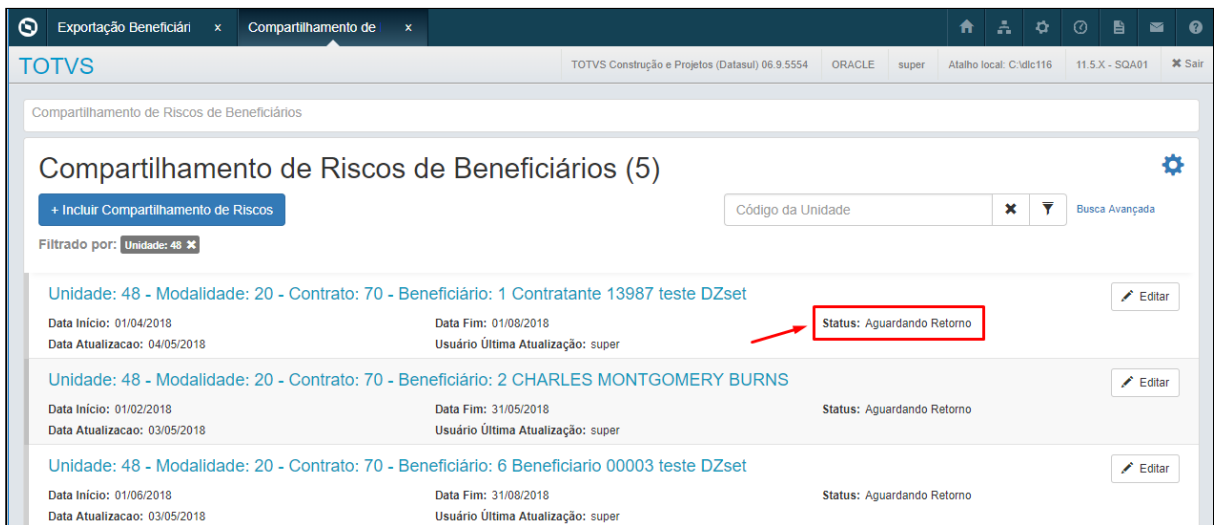 Exportação Beneficiári x Compartilhamento de x
TOTVS TOTVS Construção e Projetos (Datasul) 06.9.5554 ORACLE super Atalho local: C:\dlc116 11.5.X - SQA01 ✖ Sair
Compartilhamento de Riscos de Beneficiários
Compartilhamento de Riscos de Beneficiários (5)
+ Incluir Compartilhamento de Riscos Código da Unidade Busca Avançada
Filtrado por: Unidade: 48 ✖
Unidade: 48 - Modalidade: 20 - Contrato: 70 - Beneficiário: 1 Contratante 13987 teste DZset Editar
Data Início: 01/04/2018 Data Fim: 01/08/2018 Status: Aguardando Retorno
Data Atualizacao: 04/05/2018 Usuário Última Atualização: super
Unidade: 48 - Modalidade: 20 - Contrato: 70 - Beneficiário: 2 CHARLES MONTGOMERY BURNS Editar
Data Início: 01/02/2018 Data Fim: 31/05/2018 Status: Aguardando Retorno
Data Atualizacao: 03/05/2018 Usuário Última Atualização: super
Unidade: 48 - Modalidade: 20 - Contrato: 70 - Beneficiário: 6 Beneficiario 00003 teste DZset Editar
Data Início: 01/06/2018 Data Fim: 31/08/2018 Status: Aguardando Retorno
Data Atualizacao: 03/05/2018 Usuário Última Atualização: super